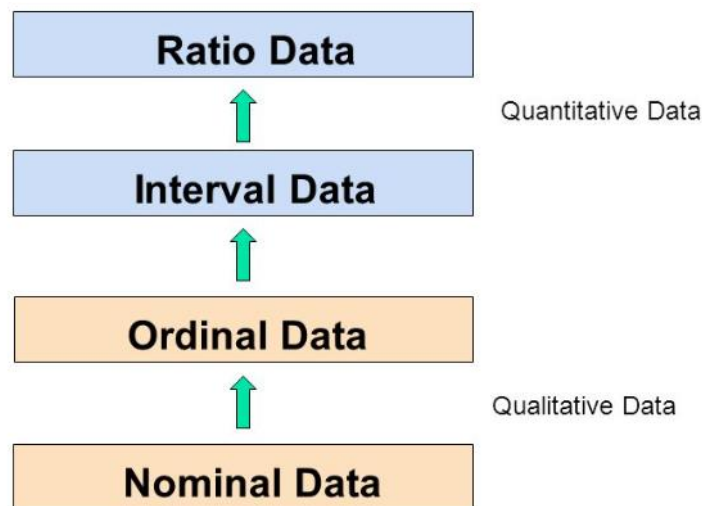 Ratio Data
Quantitative Data
Interval Data
Ordinal Data
Qualitative Data
Nominal Data